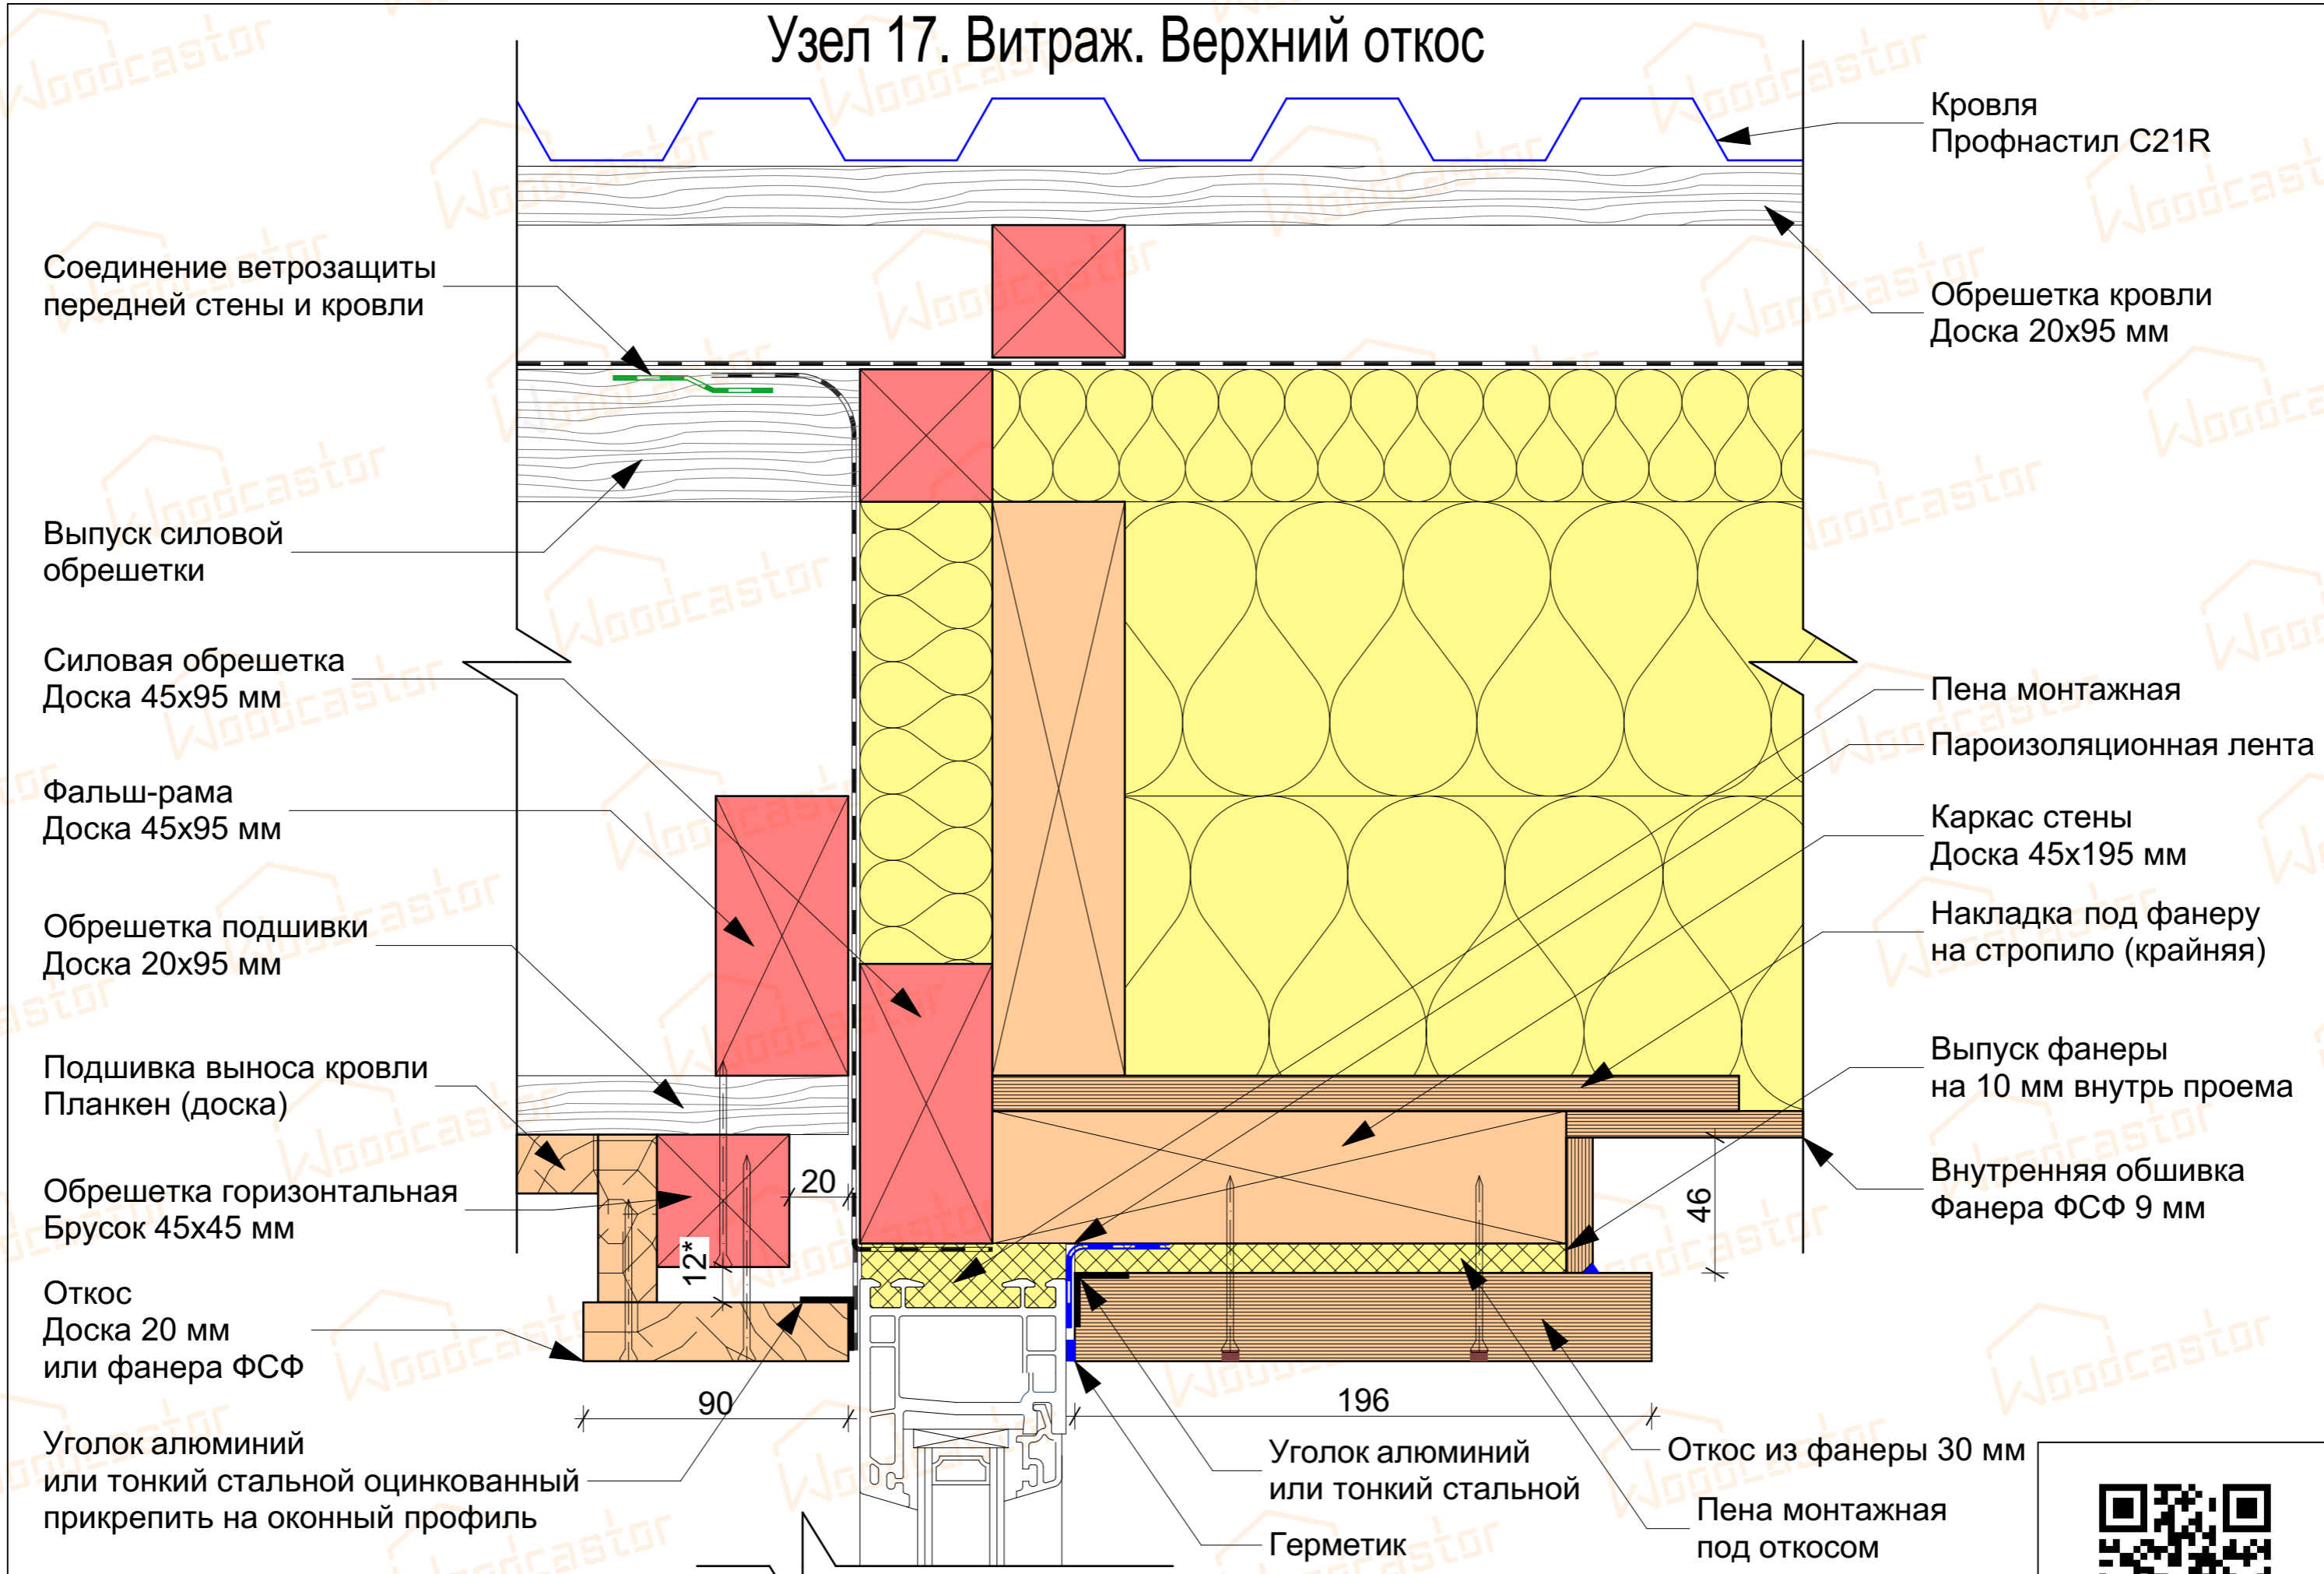 Узел 17. Витраж. Верхний откос
Соединение ветрозащиты
передней стены и кровли
Выпуск силовой
обрешетки
Силовая обрешетка
Доска 45х95 мм
Фальш-рама
Доска 45х95 мм
Обрешетка подшивки
Доска 20х95 мм
Подшивка выноса кровли
Планкен (доска)
Обрешетка горизонтальная
Брусок 45х45 мм
Откос
Доска 20 мм
или фанера ФСФ
Уголок алюминий
или тонкий стальной оцинкованный
прикрепить на оконный профиль
20
12*
90
196
46
Кровля
Профнастил С21R
Обрешетка кровли
Доска 20х95 мм
Пена монтажная
Пароизоляционная лента
Каркас стены
Доска 45х195 мм
Накладка под фанеру
на стропило (крайняя)
Выпуск фанеры
на 10 мм внутрь проема
Внутренняя обшивка
Фанера ФСФ 9 мм
Уголок алюминий
или тонкий стальной
Герметик
Откос из фанеры 30 мм
Пена монтажная
под откосом
Woodcastor